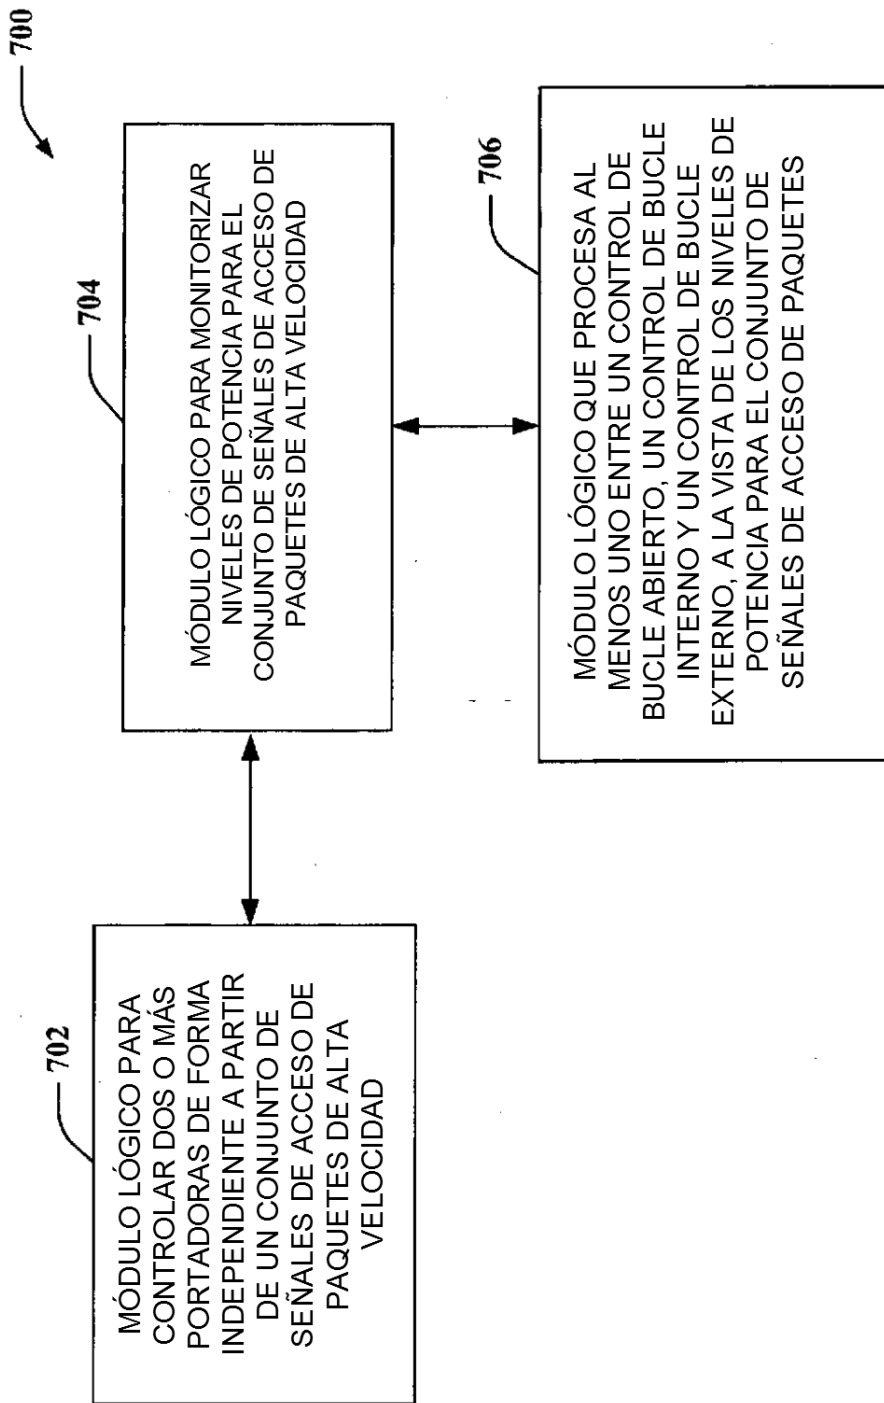 700
702
MÓDULO LÓGICO PARA
CONTROLAR DOS O MÁS
PORTADORAS DE FORMA
INDEPENDIENTE A PARTIR
DE UN CONJUNTO DE
SEÑALES DE ACCESO DE
PAQUETES DE ALTA
VELOCIDAD
704
MÓDULO LÓGICO PARA MONITORIZAR
NIVELES DE POTENCIA PARA EL
CONJUNTO DE SEÑALES DE ACCESO DE
PAQUETES DE ALTA VELOCIDAD
706
MÓDULO LÓGICO QUE PROCESA AL
MENOS UNO ENTRE UN CONTROL DE
BUCLE ABIERTO, UN CONTROL DE BUCLE
INTERNO Y UN CONTROL DE BUCLE
EXTERNO, A LA VISTA DE LOS NIVELES DE
POTENCIA PARA EL CONJUNTO DE
SEÑALES DE ACCESO DE PAQUETES